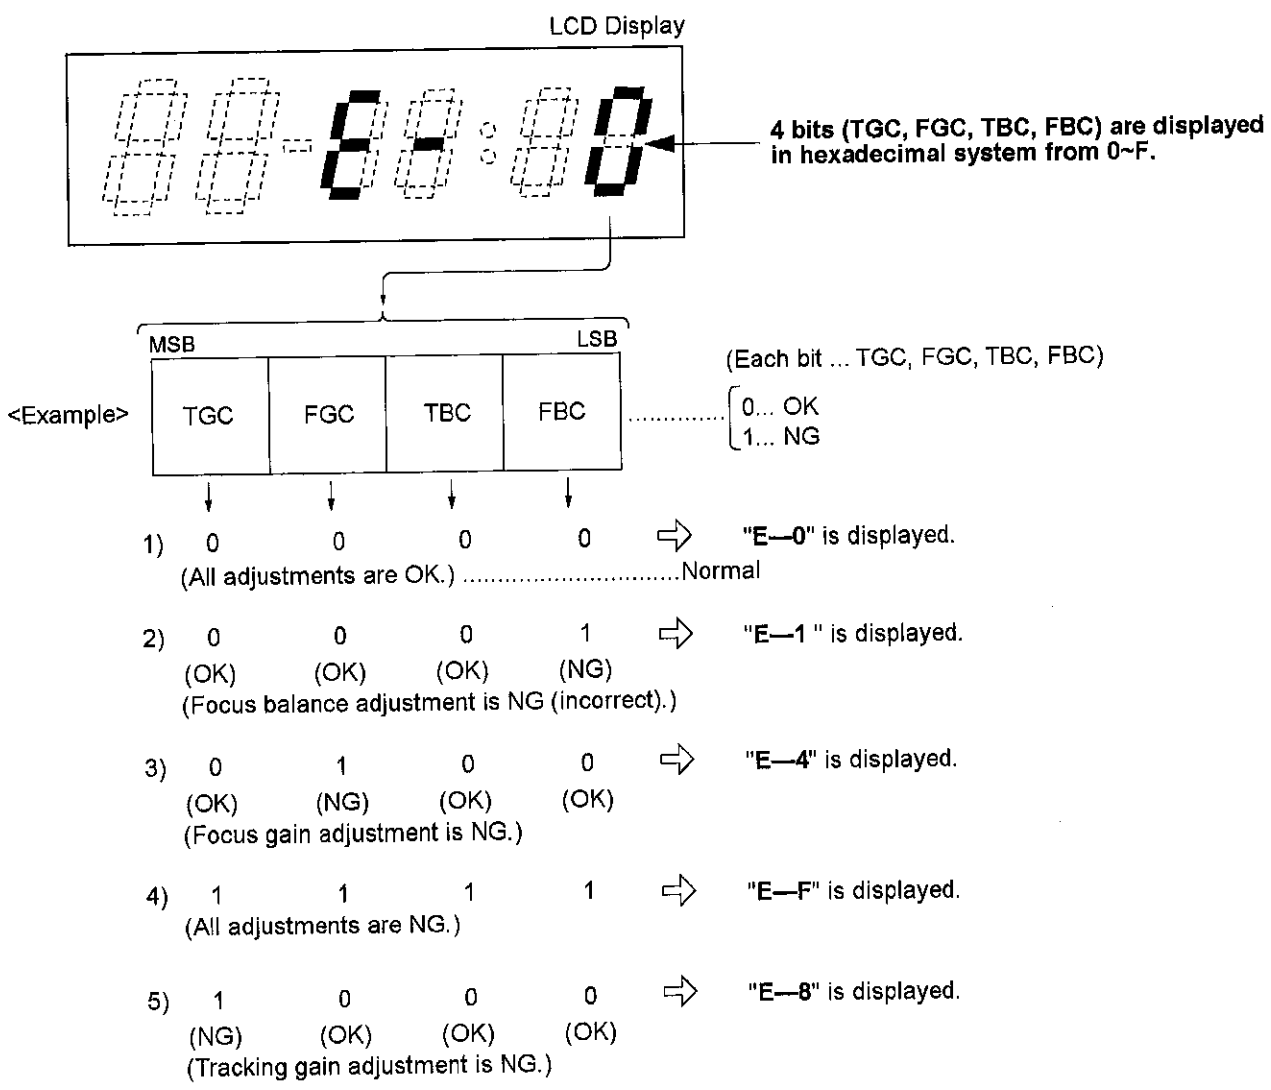 LCD Display
E-:0
4 bits (TGC, FGC, TBC, FBC) are displayed
in hexadecimal system from 0~F.
MSB LSB
(Each bit ... TGC, FGC, TBC, FBC)
<Example> TGC FGC TBC FBC ............. 0... OK
1... NG
1) 0 0 0 0 ⇨ "E—0" is displayed.
(All adjustments are OK.) ...............................Normal
2) 0 0 0 1 ⇨ "E—1 " is displayed.
(OK) (OK) (OK) (NG)
(Focus balance adjustment is NG (incorrect).)
3) 0 1 0 0 ⇨ "E—4" is displayed.
(OK) (NG) (OK) (OK)
(Focus gain adjustment is NG.)
4) 1 1 1 1 ⇨ "E—F" is displayed.
(All adjustments are NG.)
5) 1 0 0 0 ⇨ "E—8" is displayed.
(NG) (OK) (OK) (OK)
(Tracking gain adjustment is NG.)